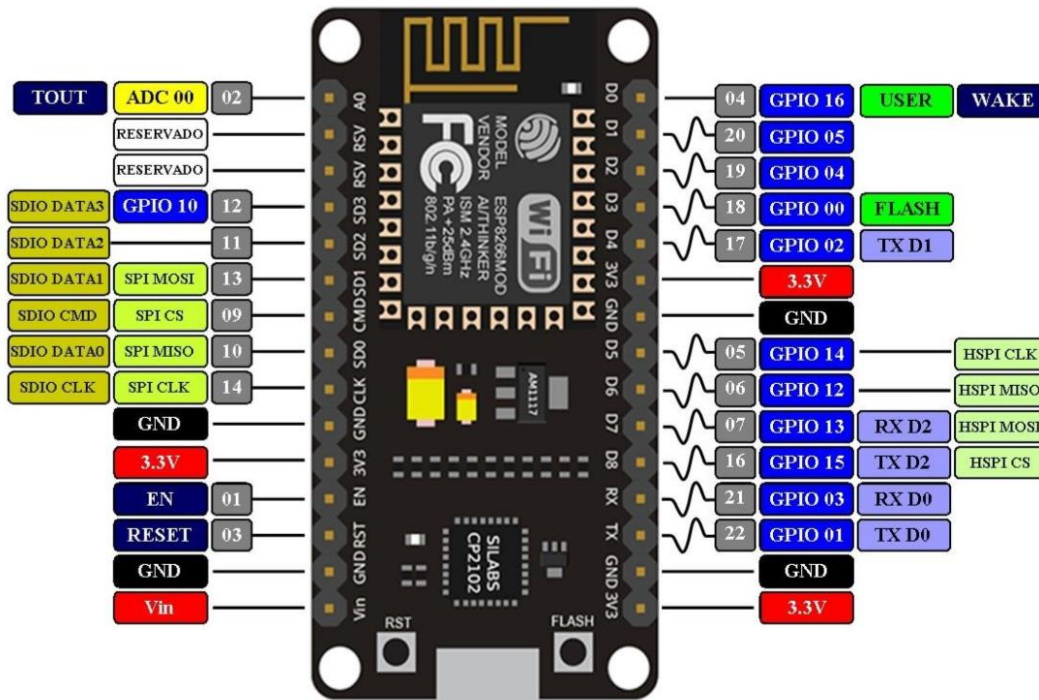 TOUT ADC 00 02 A0 D0 04 GPIO 16 USER WAKE
RESERVADO RSV D1 20 GPIO 05
RESERVADO RSV D2 19 GPIO 04
SDIO DATA3 GPIO 10 12 SD3 D3 18 GPIO 00 FLASH
SDIO DATA2 11 SD2 D4 17 GPIO 02 TX D1
SDIO DATA1 SPI MOSI 13 SD1 3V3 3.3V
SDIO CMD SPI CS 09 CMD GND GND
SDIO DATA0 SPI MISO 10 SD0 D5 05 GPIO 14 HSPI CLK
SDIO CLK SPI CLK 14 CLK D6 06 GPIO 12 HSPI MISO
GND GND D7 07 GPIO 13 RX D2 HSPI MOSI
3.3V 3V3 D8 16 GPIO 15 TX D2 HSPI CS
EN 01 EN RX 21 GPIO 03 RX D0
RESET 03 RST TX 22 GPIO 01 TX D0
GND GND GND GND
Vin Vin 3V3 3.3V
MODEL
VENDOR
FC
ESP8266MOD
AI/THINKER
ISM 2.4GHz
PA +25dBm
802.11b/g/n
WiFi
AM1117
SILABS
CP2102
RST FLASH